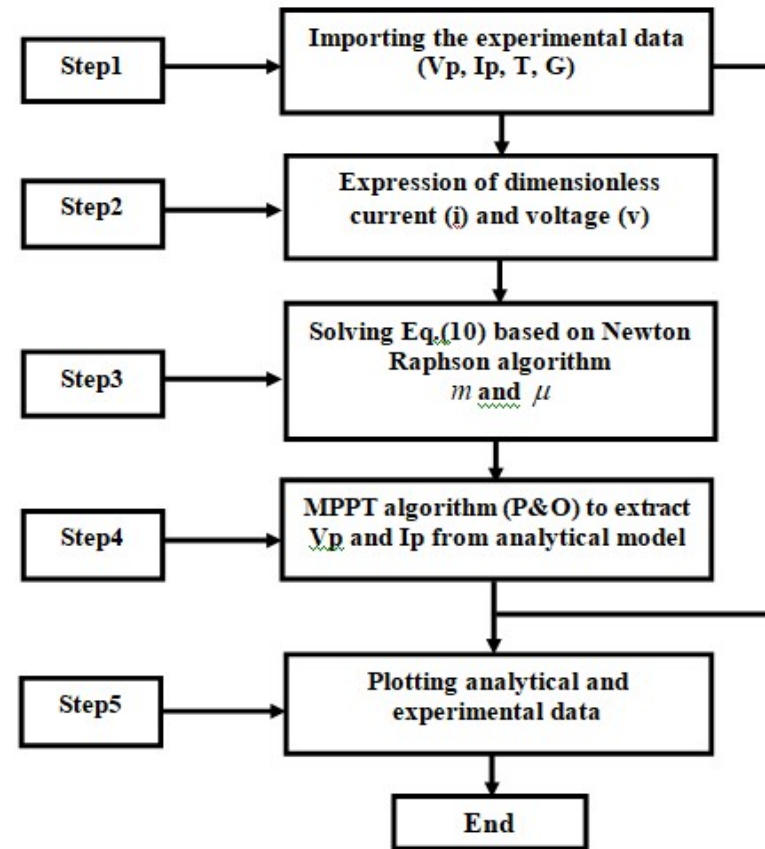 Step1
Importing the experimental data
(Vp, Ip, T, G)
Step2
Expression of dimensionless
current (i) and voltage (v)
Step3
Solving Eq.(10) based on Newton
Raphson algorithm
m and μ
Step4
MPPT algorithm (P&O) to extract
Vp and Ip from analytical model
Step5
Plotting analytical and
experimental data
End